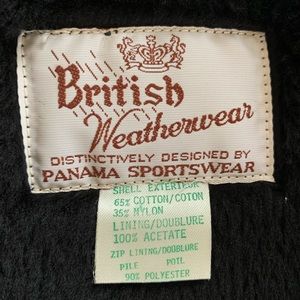 British
Weatherwear
DISTINCTIVELY DESIGNED BY
PANAMA SPORTSWEAR
SHELL EXTERIEUR
65% COTTON/COTON
35% NYLON
LINING/DOUBLURE
100% ACETATE
ZIP LINING/DOUBLURE
PILE POIL
90% POLYESTER